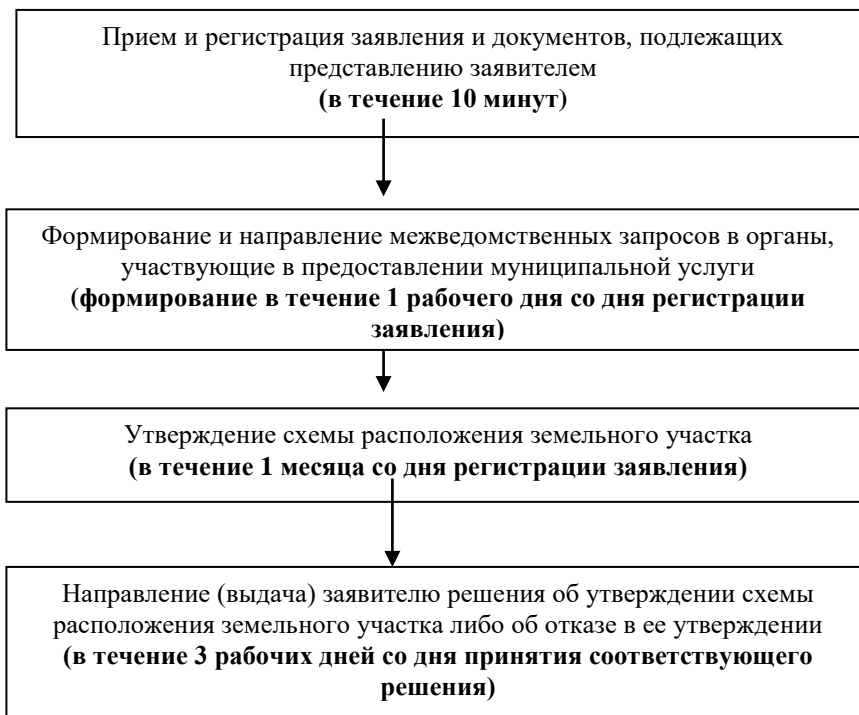 Прием и регистрация заявления и документов, подлежащих
представлению заявителем
(в течение 10 минут)
Формирование и направление межведомственных запросов в органы,
участвующие в предоставлении муниципальной услуги
(формирование в течение 1 рабочего дня со дня регистрации
заявления)
Утверждение схемы расположения земельного участка
(в течение 1 месяца со дня регистрации заявления)
Направление (выдача) заявителю решения об утверждении схемы
расположения земельного участка либо об отказе в ее утверждении
(в течение 3 рабочих дней со дня принятия соответствующего
решения)